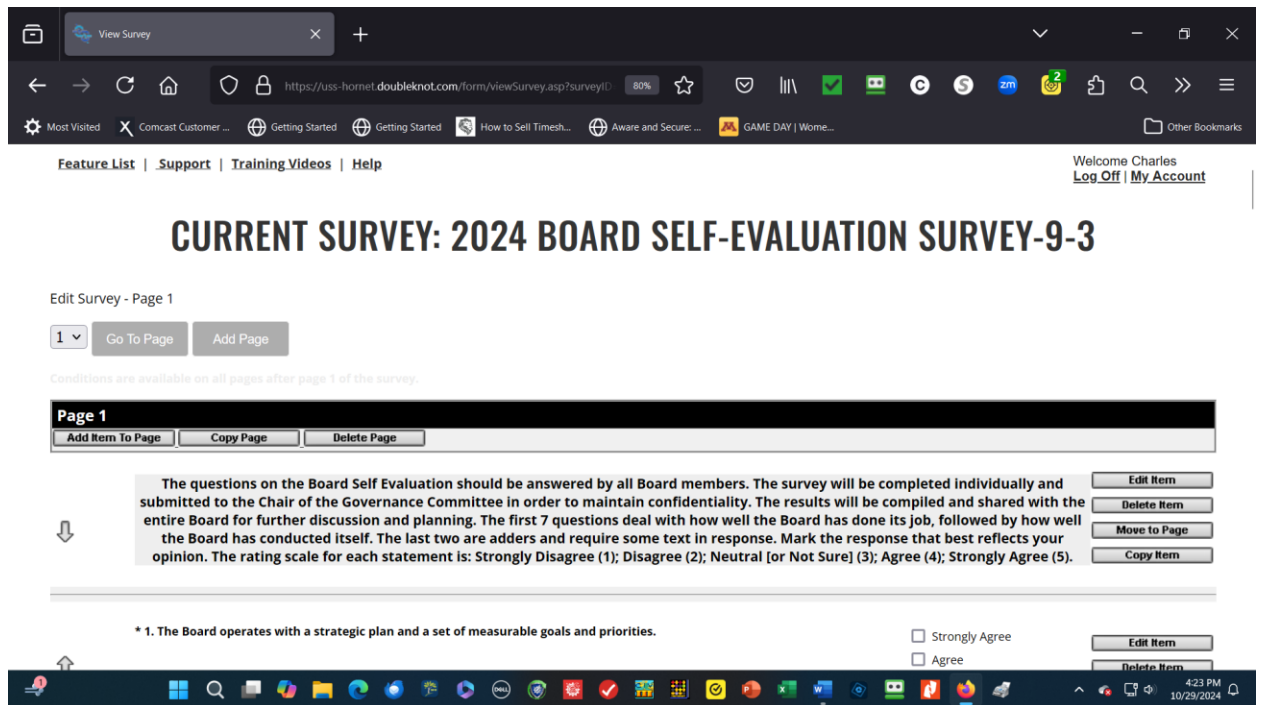 View Survey
https://uss-hornet.doubleknot.com/form/viewSurvey.asp?surveyID 80%
Most Visited Comcast Customer ... Getting Started Getting Started How to Sell Timesh... Aware and Secure: ... GAME DAY | Wome... Other Bookmarks
Feature List | Support | Training Videos | Help
Welcome Charles
Log Off | My Account
CURRENT SURVEY: 2024 BOARD SELF-EVALUATION SURVEY-9-3
Edit Survey - Page 1
1 Go To Page Add Page
Conditions are available on all pages after page 1 of the survey.
Page 1
Add Item To Page Copy Page Delete Page
The questions on the Board Self Evaluation should be answered by all Board members. The survey will be completed individually and
submitted to the Chair of the Governance Committee in order to maintain confidentiality. The results will be compiled and shared with the
entire Board for further discussion and planning. The first 7 questions deal with how well the Board has done its job, followed by how well
the Board has conducted itself. The last two are adders and require some text in response. Mark the response that best reflects your
opinion. The rating scale for each statement is: Strongly Disagree (1); Disagree (2); Neutral [or Not Sure] (3); Agree (4); Strongly Agree (5).
Edit Item
Delete Item
Move to Page
Copy Item
* 1. The Board operates with a strategic plan and a set of measurable goals and priorities.
Strongly Agree
Agree
Edit Item
Delete Item
4:23 PM
10/29/2024